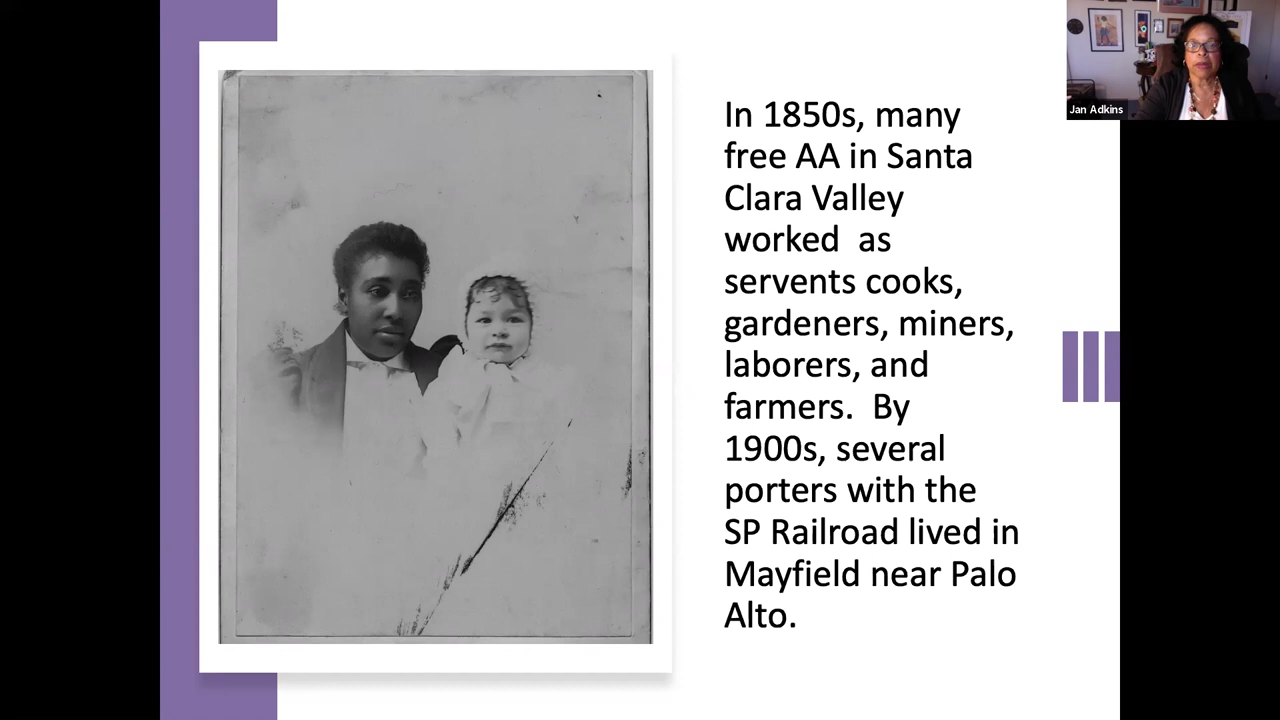 In 1850s, many
free AA in Santa
Clara Valley
worked  as
servents cooks,
gardeners, miners,
laborers, and
farmers.  By
1900s, several
porters with the
SP Railroad lived in
Mayfield near Palo
Alto.
Jan Adkins